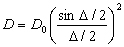 D = D₀ ( sin Δ / 2 / Δ / 2 )²